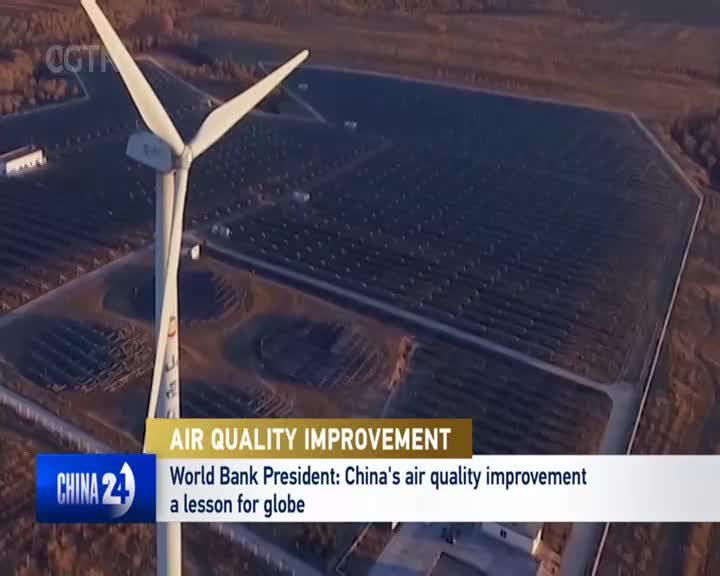 CGTN
AIR QUALITY IMPROVEMENT
World Bank President: China's air quality improvement
a lesson for globe
CHINA 24